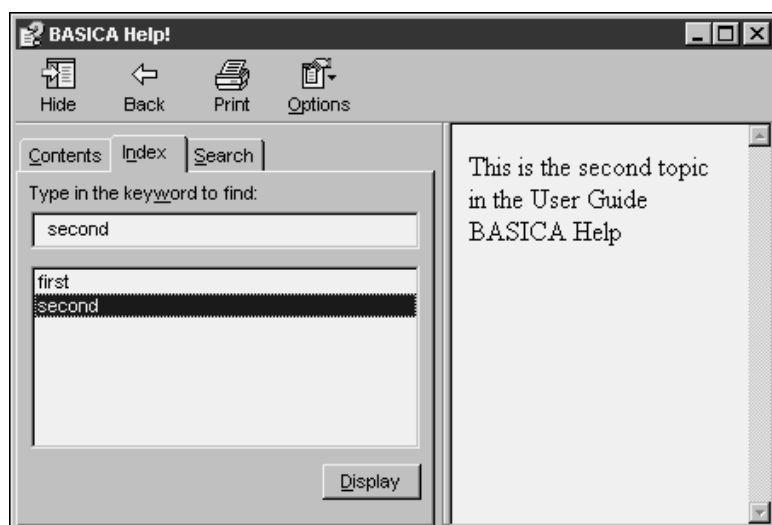 BASICA Help!
Hide Back Print Options
Contents Index Search
Type in the keyword to find:
second
first
second
Display
This is the second topic
in the User Guide
BASICA Help